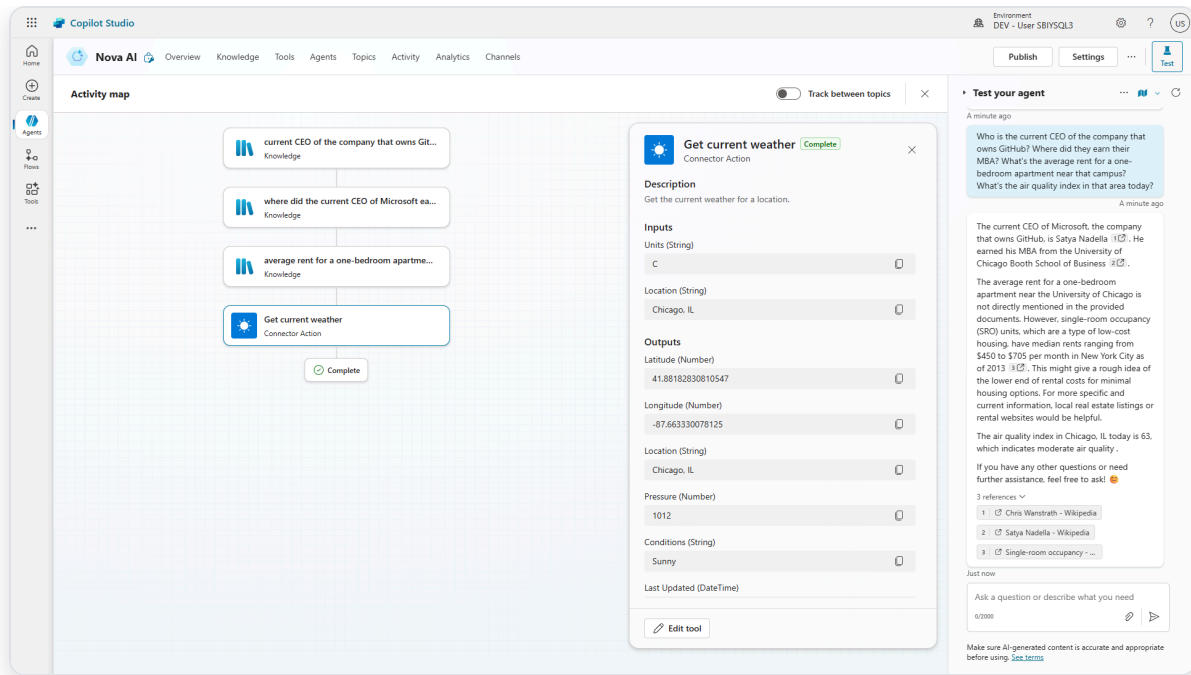 Copilot Studio
Environment
DEV - User SBIYSQL3
?
US
Home
Create
Agents
Flows
Tools
...
Nova AI
Overview
Knowledge
Tools
Agents
Topics
Activity
Analytics
Channels
Publish
Settings
...
Test
Activity map
Track between topics
current CEO of the company that owns Git...
Knowledge
where did the current CEO of Microsoft ea...
Knowledge
average rent for a one-bedroom apartme...
Knowledge
Get current weather
Connector Action
Complete
Get current weather
Complete
Connector Action
Description
Get the current weather for a location.
Inputs
Units (String)
C
Location (String)
Chicago, IL
Outputs
Latitude (Number)
41.88182830810547
Longitude (Number)
-87.663330078125
Location (String)
Chicago, IL
Pressure (Number)
1012
Conditions (String)
Sunny
Last Updated (DateTime)
Edit tool
Test your agent
...
A minute ago
Who is the current CEO of the company that
owns GitHub? Where did they earn their
MBA? What's the average rent for a one-
bedroom apartment near that campus?
What's the air quality index in that area today?
A minute ago
The current CEO of Microsoft, the company
that owns GitHub, is Satya Nadella 1 . He
earned his MBA from the University of
Chicago Booth School of Business 2 .
The average rent for a one-bedroom
apartment near the University of Chicago is
not directly mentioned in the provided
documents. However, single-room occupancy
(SRO) units, which are a type of low-cost
housing, have median rents ranging from
$450 to $705 per month in New York City as
of 2013 3 . This might give a rough idea of
the lower end of rental costs for minimal
housing options. For more specific and
current information, local real estate listings or
rental websites would be helpful.
The air quality index in Chicago, IL today is 63,
which indicates moderate air quality .
If you have any other questions or need
further assistance, feel free to ask! 😊
3 references
1 Chris Wanstrath - Wikipedia
2 Satya Nadella - Wikipedia
3 Single-room occupancy - ...
Just now
Ask a question or describe what you need
0/2000
Make sure AI-generated content is accurate and appropriate
before using. See terms